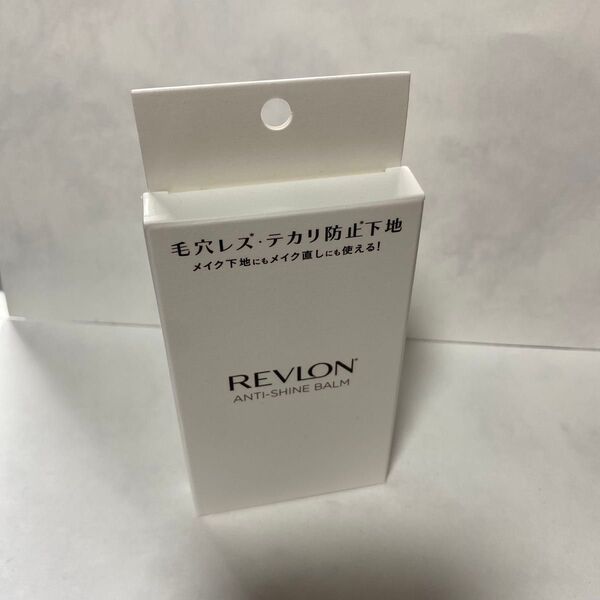 毛穴レズ・テカリ防止下地
メイク下地にもメイク直しにも使える!
REVLON®
ANTI-SHINE BALM